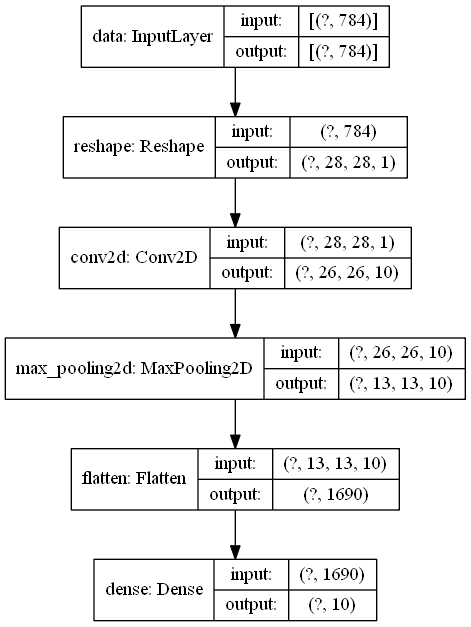 data: InputLayer
input: [(?, 784)]
output: [(?, 784)]
reshape: Reshape
input: (?, 784)
output: (?, 28, 28, 1)
conv2d: Conv2D
input: (?, 28, 28, 1)
output: (?, 26, 26, 10)
max_pooling2d: MaxPooling2D
input: (?, 26, 26, 10)
output: (?, 13, 13, 10)
flatten: Flatten
input: (?, 13, 13, 10)
output: (?, 1690)
dense: Dense
input: (?, 1690)
output: (?, 10)